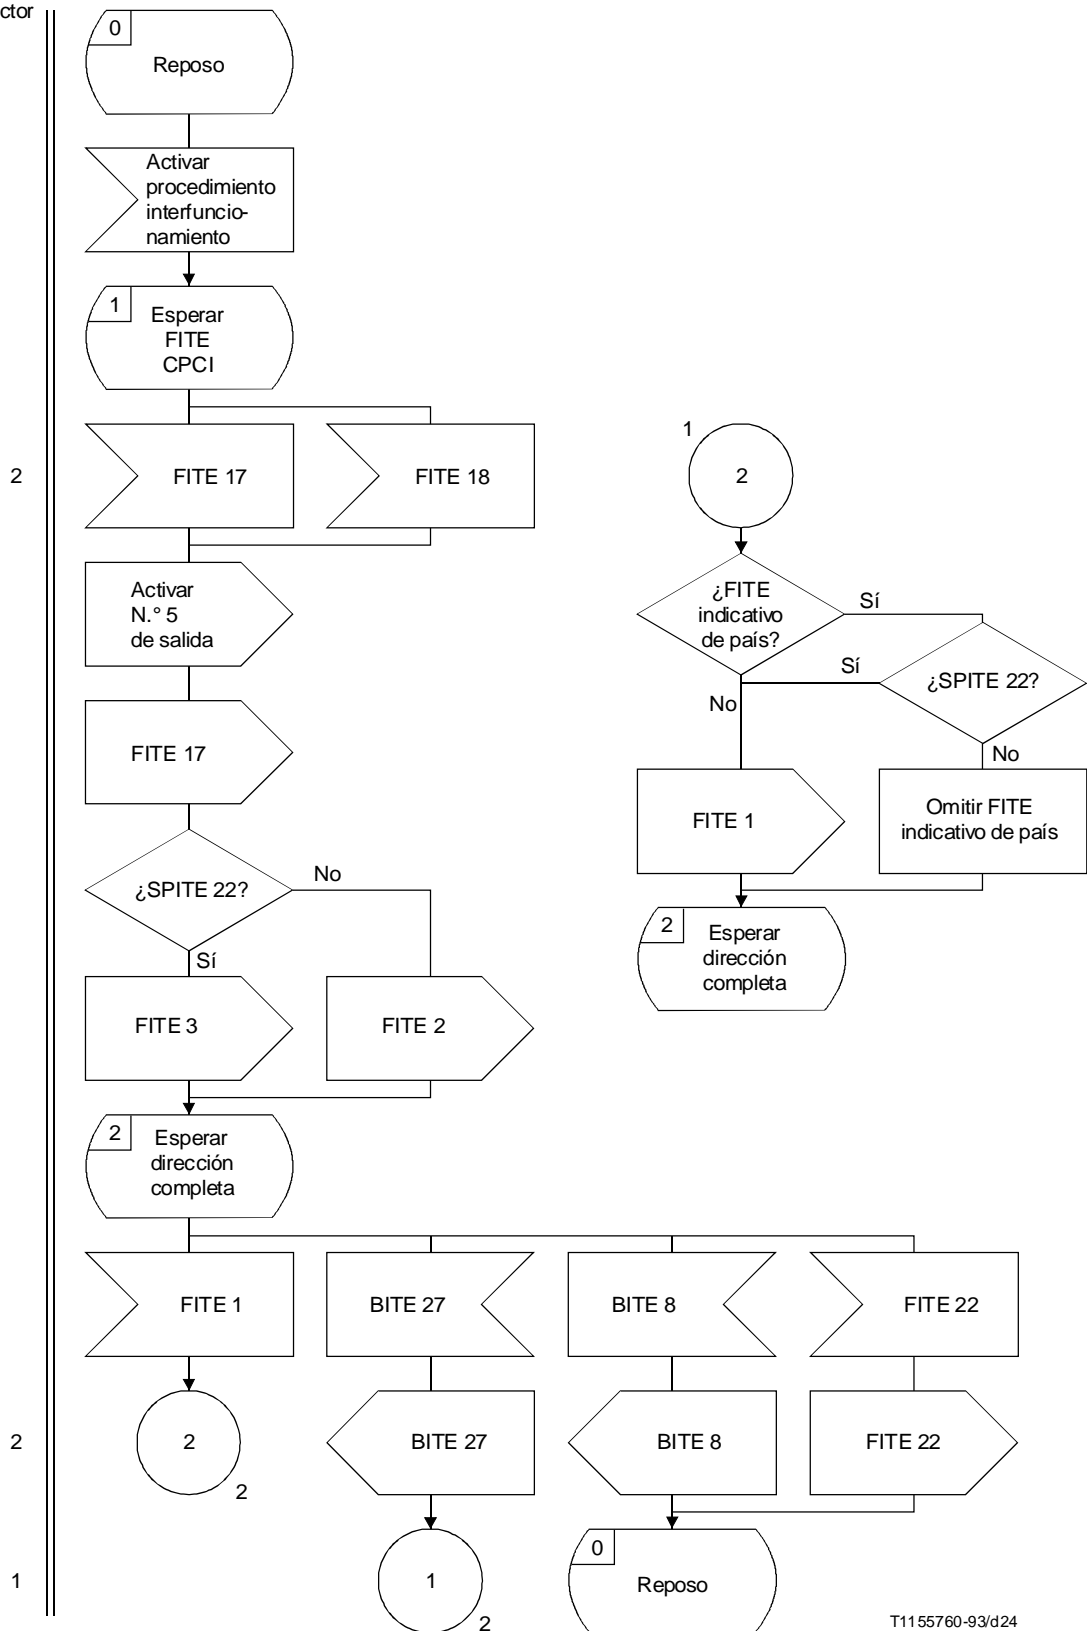 ctor
0
Reposo
Activar
procedimiento
interfuncio-
namiento
1
Esperar
FITE
CPCI
2
FITE 17
FITE 18
Activar
N.° 5
de salida
FITE 17
¿SPITE 22?
No
Sí
FITE 3
FITE 2
2
Esperar
dirección
completa
FITE 1
BITE 27
BITE 8
FITE 22
2
2
2
BITE 27
BITE 8
FITE 22
1
1
2
0
Reposo
1
2
¿FITE
indicativo
de país?
Sí
Sí
¿SPITE 22?
No
No
FITE 1
Omitir FITE
indicativo de país
2
Esperar
dirección
completa
T1155760-93/d24